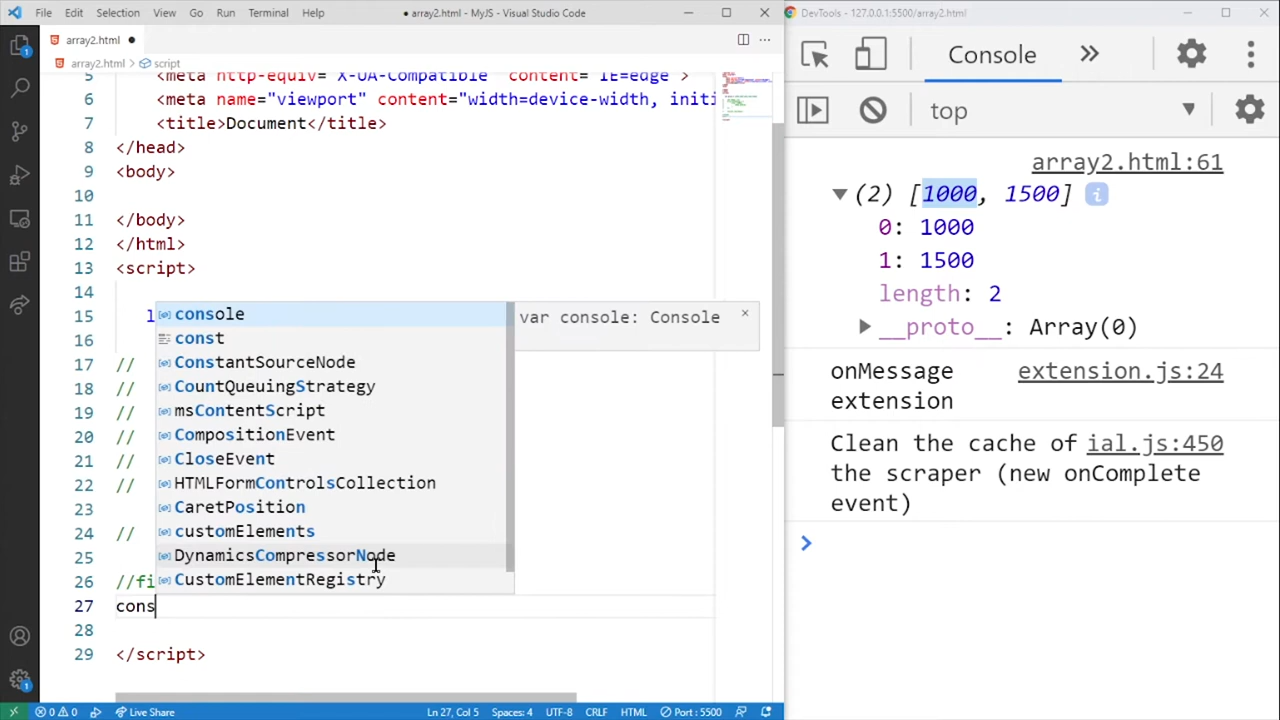 File Edit Selection View Go Run Terminal Help ● array2.html - MyJS - Visual Studio Code
array2.html ●
array2.html > script
5 <meta http-equiv="X-UA-Compatible" content="IE=edge">
6 <meta name="viewport" content="width=device-width, initi
7 <title>Document</title>
8 </head>
9 <body>
10
11 </body>
12 </html>
13 <script>
14
15 l
16
17 //
18 //
19 //
20 //
21 //
22 //
23
24 //
25
26 //fi
27 cons
28
29 </script>
console
const
ConstantSourceNode
CountQueuingStrategy
msContentScript
CompositionEvent
CloseEvent
HTMLFormControlsCollection
CaretPosition
customElements
DynamicsCompressorNode
CustomElementRegistry
var console: Console ×
0 0 Live Share Ln 27, Col 5 Spaces: 4 UTF-8 CRLF HTML Port : 5500
DevTools - 127.0.0.1:5500/array2.html
Console »
top ▼
array2.html:61
(2) [1000, 1500] i
0: 1000
1: 1500
length: 2
__proto__: Array(0)
onMessage extension.js:24
extension
Clean the cache of ial.js:450
the scraper (new onComplete
event)